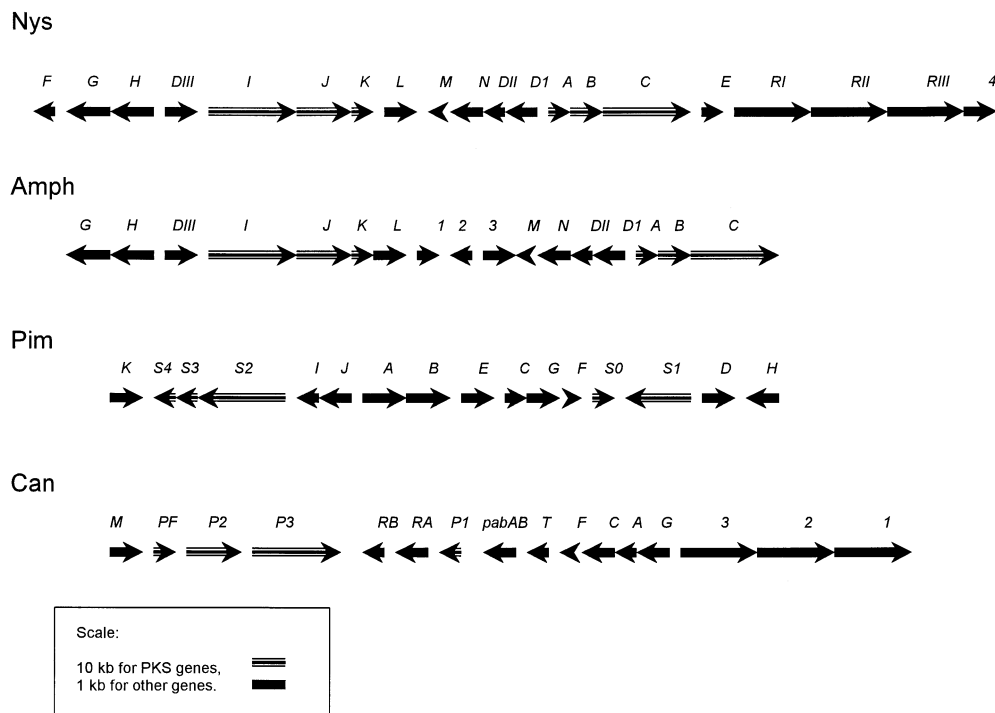 Nys
F G H DIII I J K L M N DII D1 A B C E RI RII RIII 4
Amph
G H DIII I J K L 1 2 3 M N DII D1 A B C
Pim
K S4 S3 S2 I J A B E C G F S0 S1 D H
Can
M PF P2 P3 RB RA P1 pabAB T F C A G 3 2 1
Scale:
10 kb for PKS genes,
1 kb for other genes.